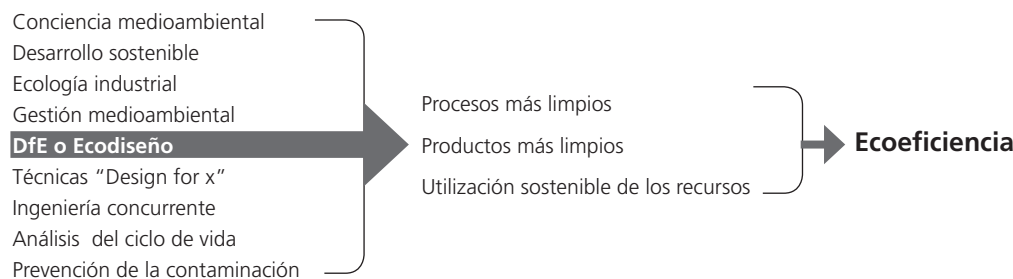 Conciencia medioambiental
Desarrollo sostenible
Ecología industrial
Gestión medioambiental
DfE o Ecodiseño
Técnicas “Design for x”
Ingeniería concurrente
Análisis del ciclo de vida
Prevención de la contaminación
Procesos más limpios
Productos más limpios
Utilización sostenible de los recursos
Ecoeficiencia